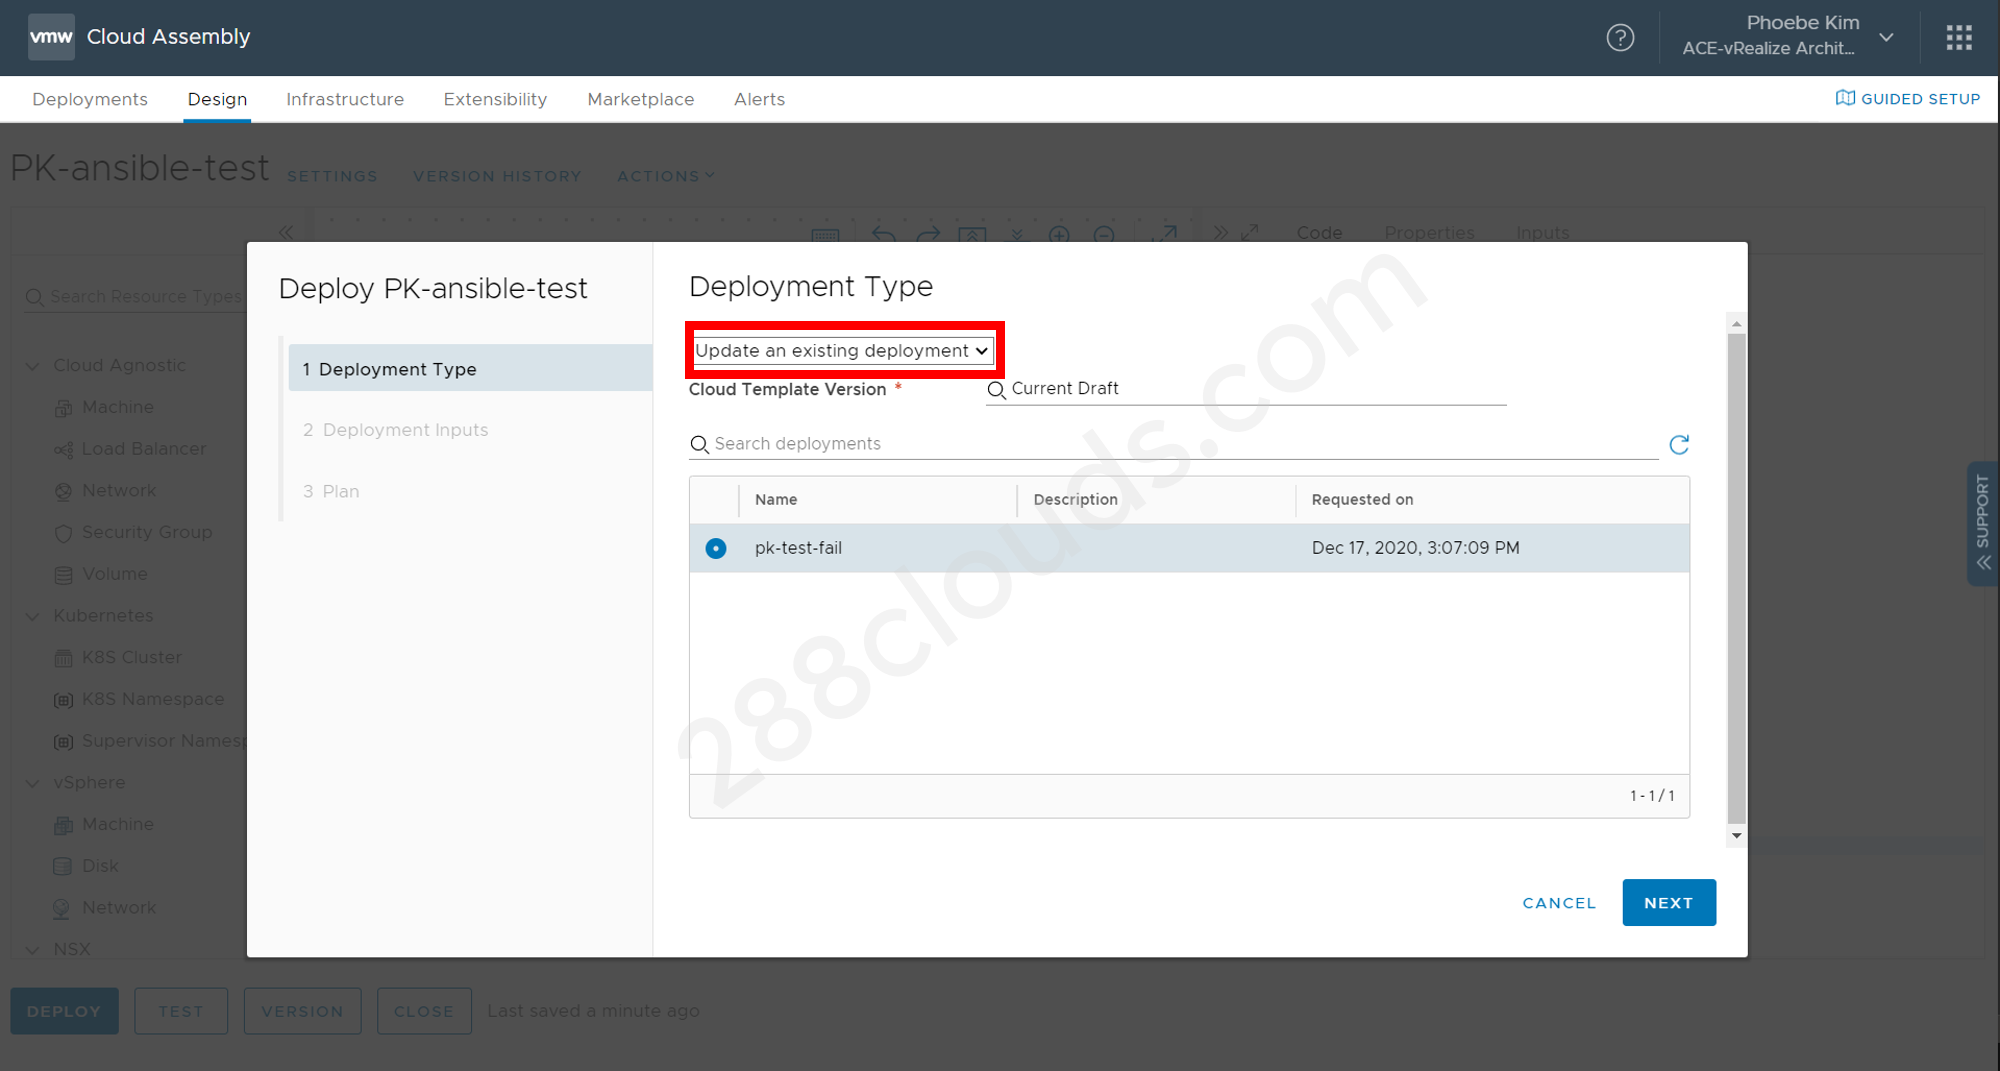 vmw Cloud Assembly
Phoebe Kim
ACE-vRealize Archit...
Deployments Design Infrastructure Extensibility Marketplace Alerts GUIDED SETUP
PK-ansible-test SETTINGS VERSION HISTORY ACTIONS
Code Properties Inputs
Search Resource Types
Cloud Agnostic
Machine
Load Balancer
Network
Security Group
Volume
Kubernetes
K8S Cluster
K8S Namespace
Supervisor Namesp
vSphere
Machine
Disk
Network
NSX
Deploy PK-ansible-test
1 Deployment Type
2 Deployment Inputs
3 Plan
Deployment Type
Update an existing deployment
Cloud Template Version * Current Draft
Search deployments
Name Description Requested on
pk-test-fail Dec 17, 2020, 3:07:09 PM
1 - 1 / 1
CANCEL NEXT
SUPPORT
288clouds.com
DEPLOY TEST VERSION CLOSE Last saved a minute ago